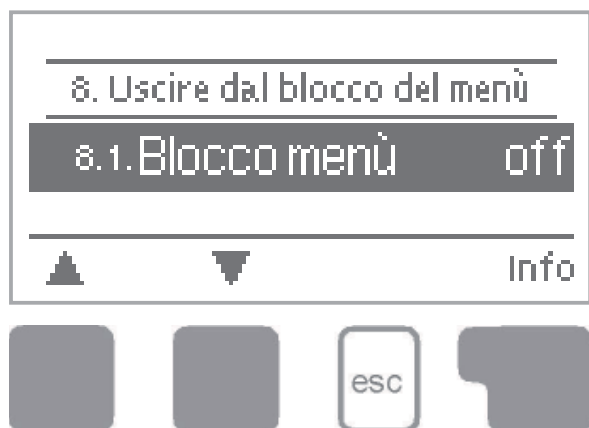 8. Uscire dal blocco del menù
8.1. Blocco menù off
Info
esc